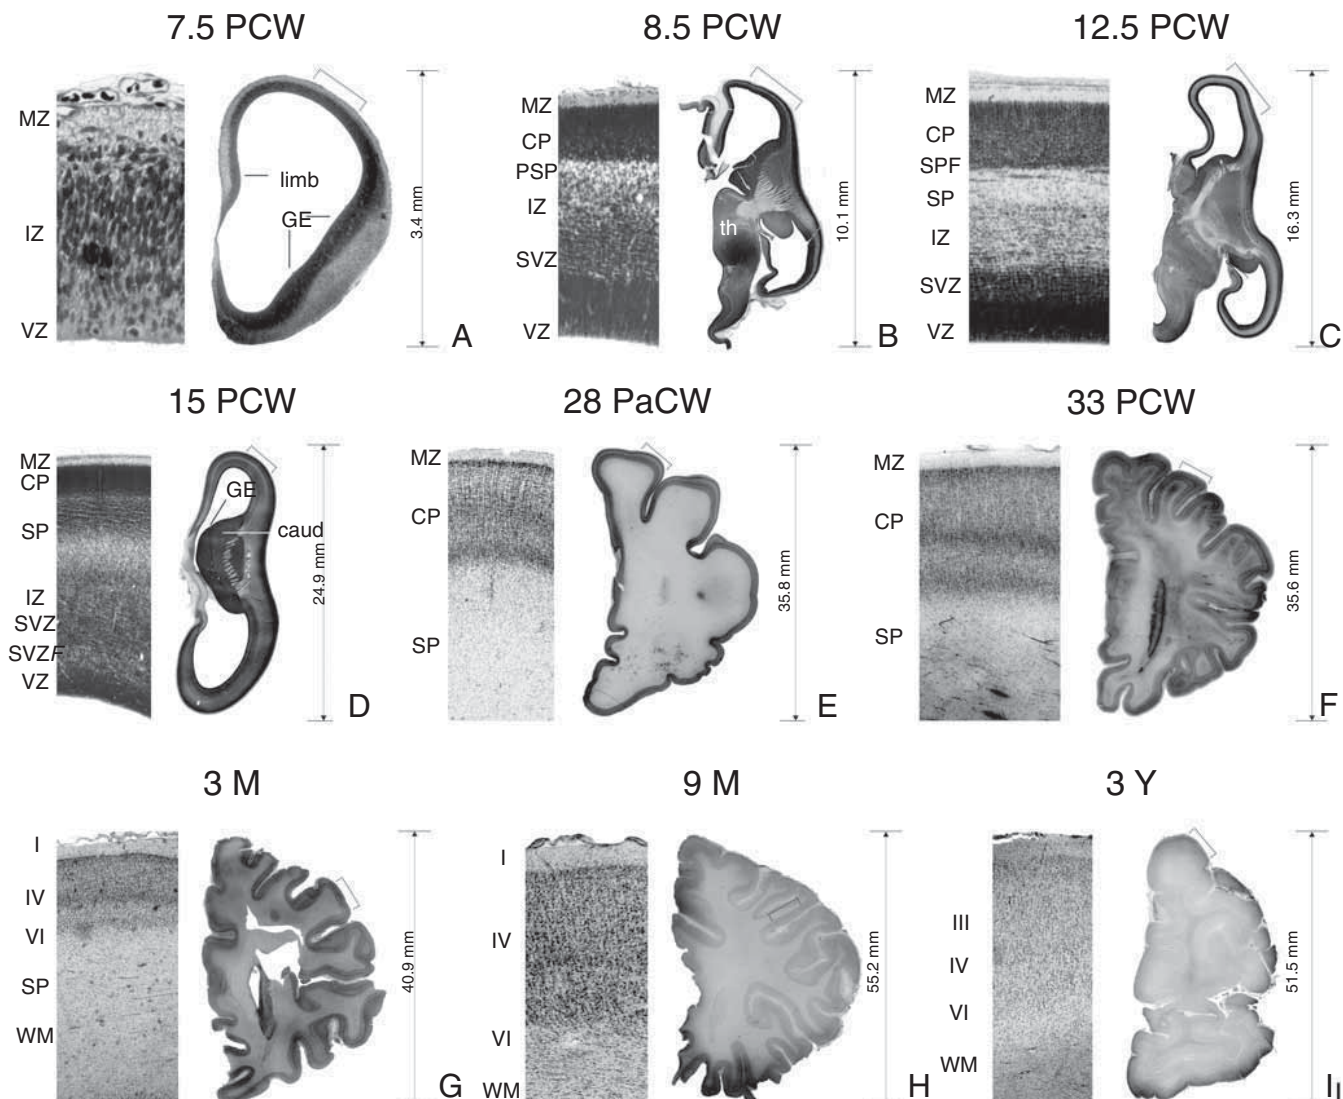 7.5 PCW
8.5 PCW
12.5 PCW
MZ
IZ
VZ
limb
GE
3.4 mm
A
MZ
CP
PSP
IZ
SVZ
VZ
th
10.1 mm
B
MZ
CP
SPF
SP
IZ
SVZ
VZ
16.3 mm
C
15 PCW
28 PaCW
33 PCW
MZ
CP
SP
IZ
SVZ
SVZF
VZ
GE
caud
24.9 mm
D
MZ
CP
SP
35.8 mm
E
MZ
CP
SP
35.6 mm
F
3 M
9 M
3 Y
I
IV
VI
SP
WM
40.9 mm
G
I
IV
VI
WM
55.2 mm
H
III
IV
VI
WM
51.5 mm
I